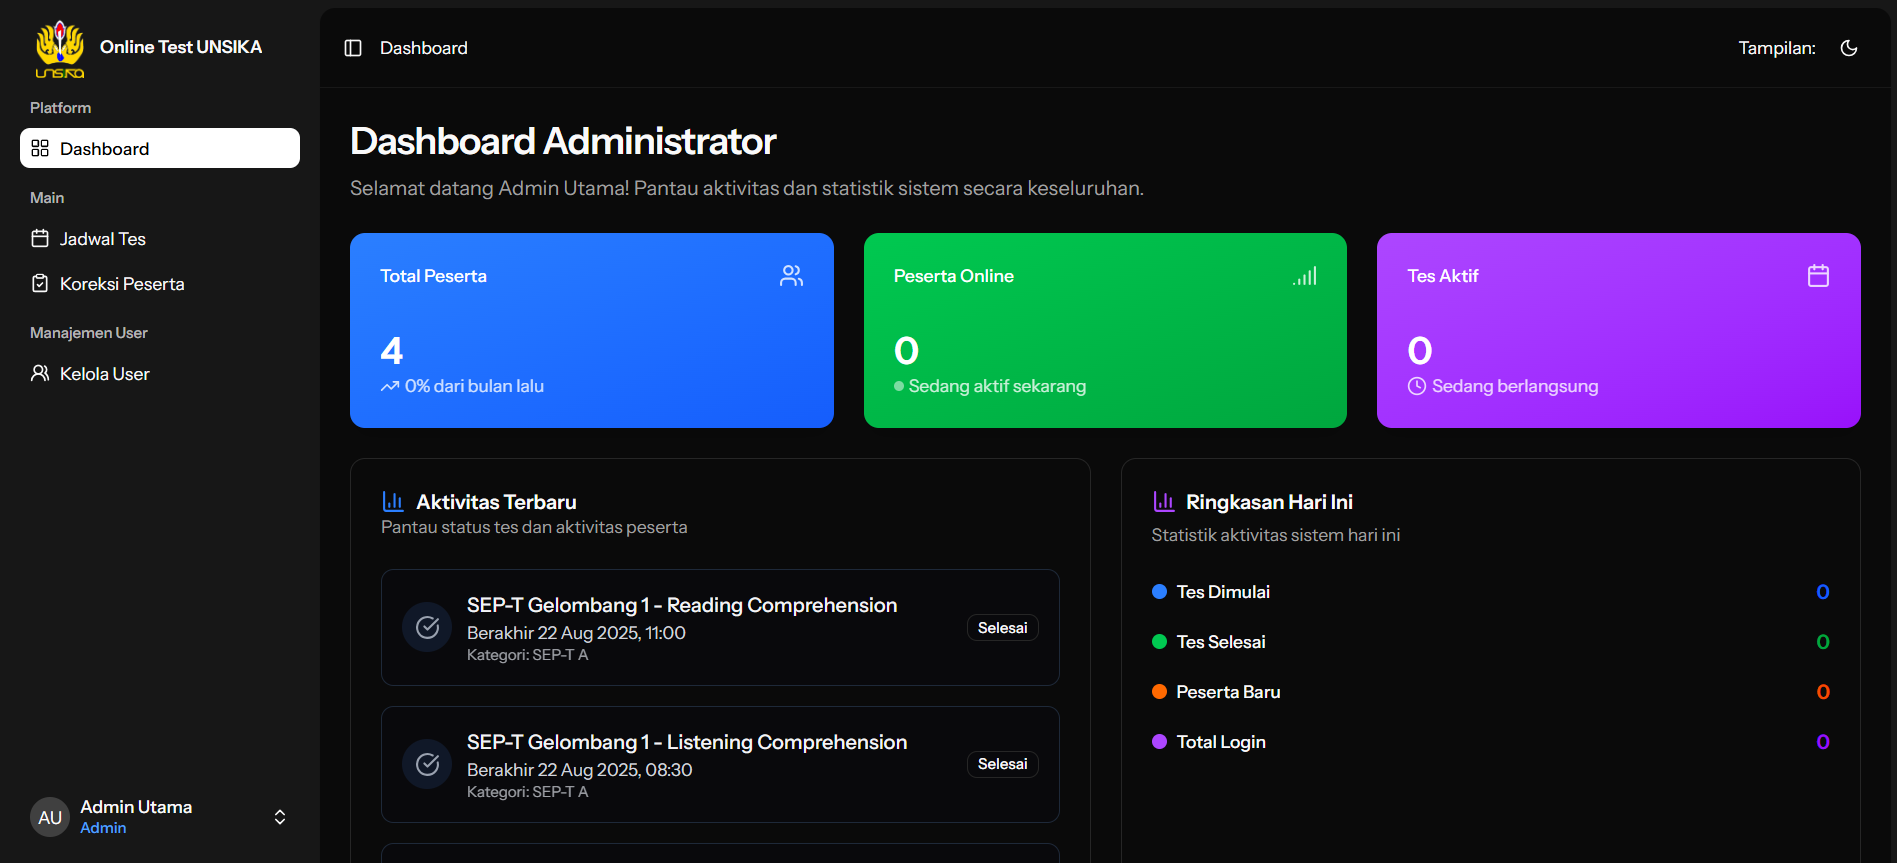 UNSIKA
Online Test UNSIKA
Platform
Dashboard
Main
Jadwal Tes
Koreksi Peserta
Manajemen User
Kelola User
AU
Admin Utama
Admin
Dashboard
Tampilan:
Dashboard Administrator
Selamat datang Admin Utama! Pantau aktivitas dan statistik sistem secara keseluruhan.
Total Peserta
4
0% dari bulan lalu
Peserta Online
0
Sedang aktif sekarang
Tes Aktif
0
Sedang berlangsung
Aktivitas Terbaru
Pantau status tes dan aktivitas peserta
SEP-T Gelombang 1 - Reading Comprehension
Berakhir 22 Aug 2025, 11:00
Kategori: SEP-T A
Selesai
SEP-T Gelombang 1 - Listening Comprehension
Berakhir 22 Aug 2025, 08:30
Kategori: SEP-T A
Selesai
Ringkasan Hari Ini
Statistik aktivitas sistem hari ini
Tes Dimulai 0
Tes Selesai 0
Peserta Baru 0
Total Login 0